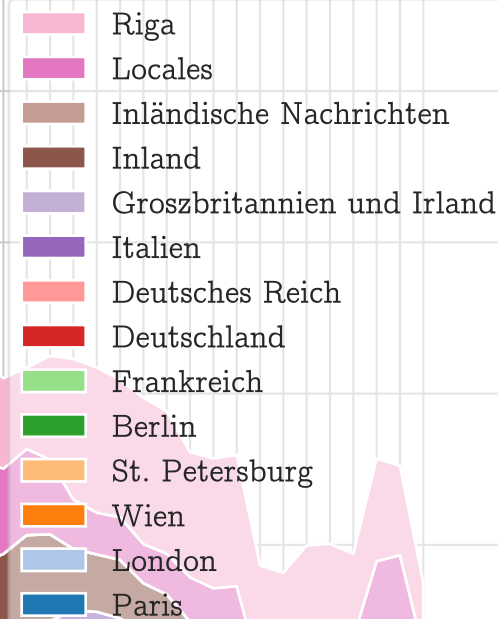 Riga
Locales
Inländische Nachrichten
Inland
Groszbritannien und Irland
Italien
Deutsches Reich
Deutschland
Frankreich
Berlin
St. Petersburg
Wien
London
Paris